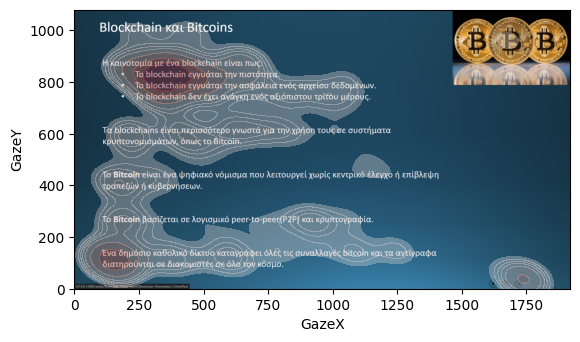 Blockchain και Bitcoins
Η καινοτομία με ένα blockchain είναι πως:
• Το blockchain εγγυάται την πιστότητα.
• Το blockchain εγγυάται την ασφάλεια ενός αρχείου δεδομένων.
• Το blockchain δεν έχει ανάγκη ενός αξιόπιστου τρίτου μέρους.
Τα blockchains είναι περισσότερο γνωστά για την χρήση τους σε συστήματα
κρυπτονομισμάτων, όπως το Bitcoin.
Το Bitcoin είναι ένα ψηφιακό νόμισμα που λειτουργεί χωρίς κεντρικό έλεγχο ή επίβλεψη
τραπεζών ή κυβερνήσεων.
Το Bitcoin βασίζεται σε λογισμικό peer-to-peer(P2P) και κρυπτογραφία.
Ένα δημόσιο καθολικό δίκτυο καταγράφει όλες τις συναλλαγές bitcoin και τα αντίγραφα
διατηρούνται σε διακομιστές σε όλο τον κόσμο.
GazeY
1000
800
600
400
200
0
0
250
500
750
1000
1250
1500
1750
GazeX